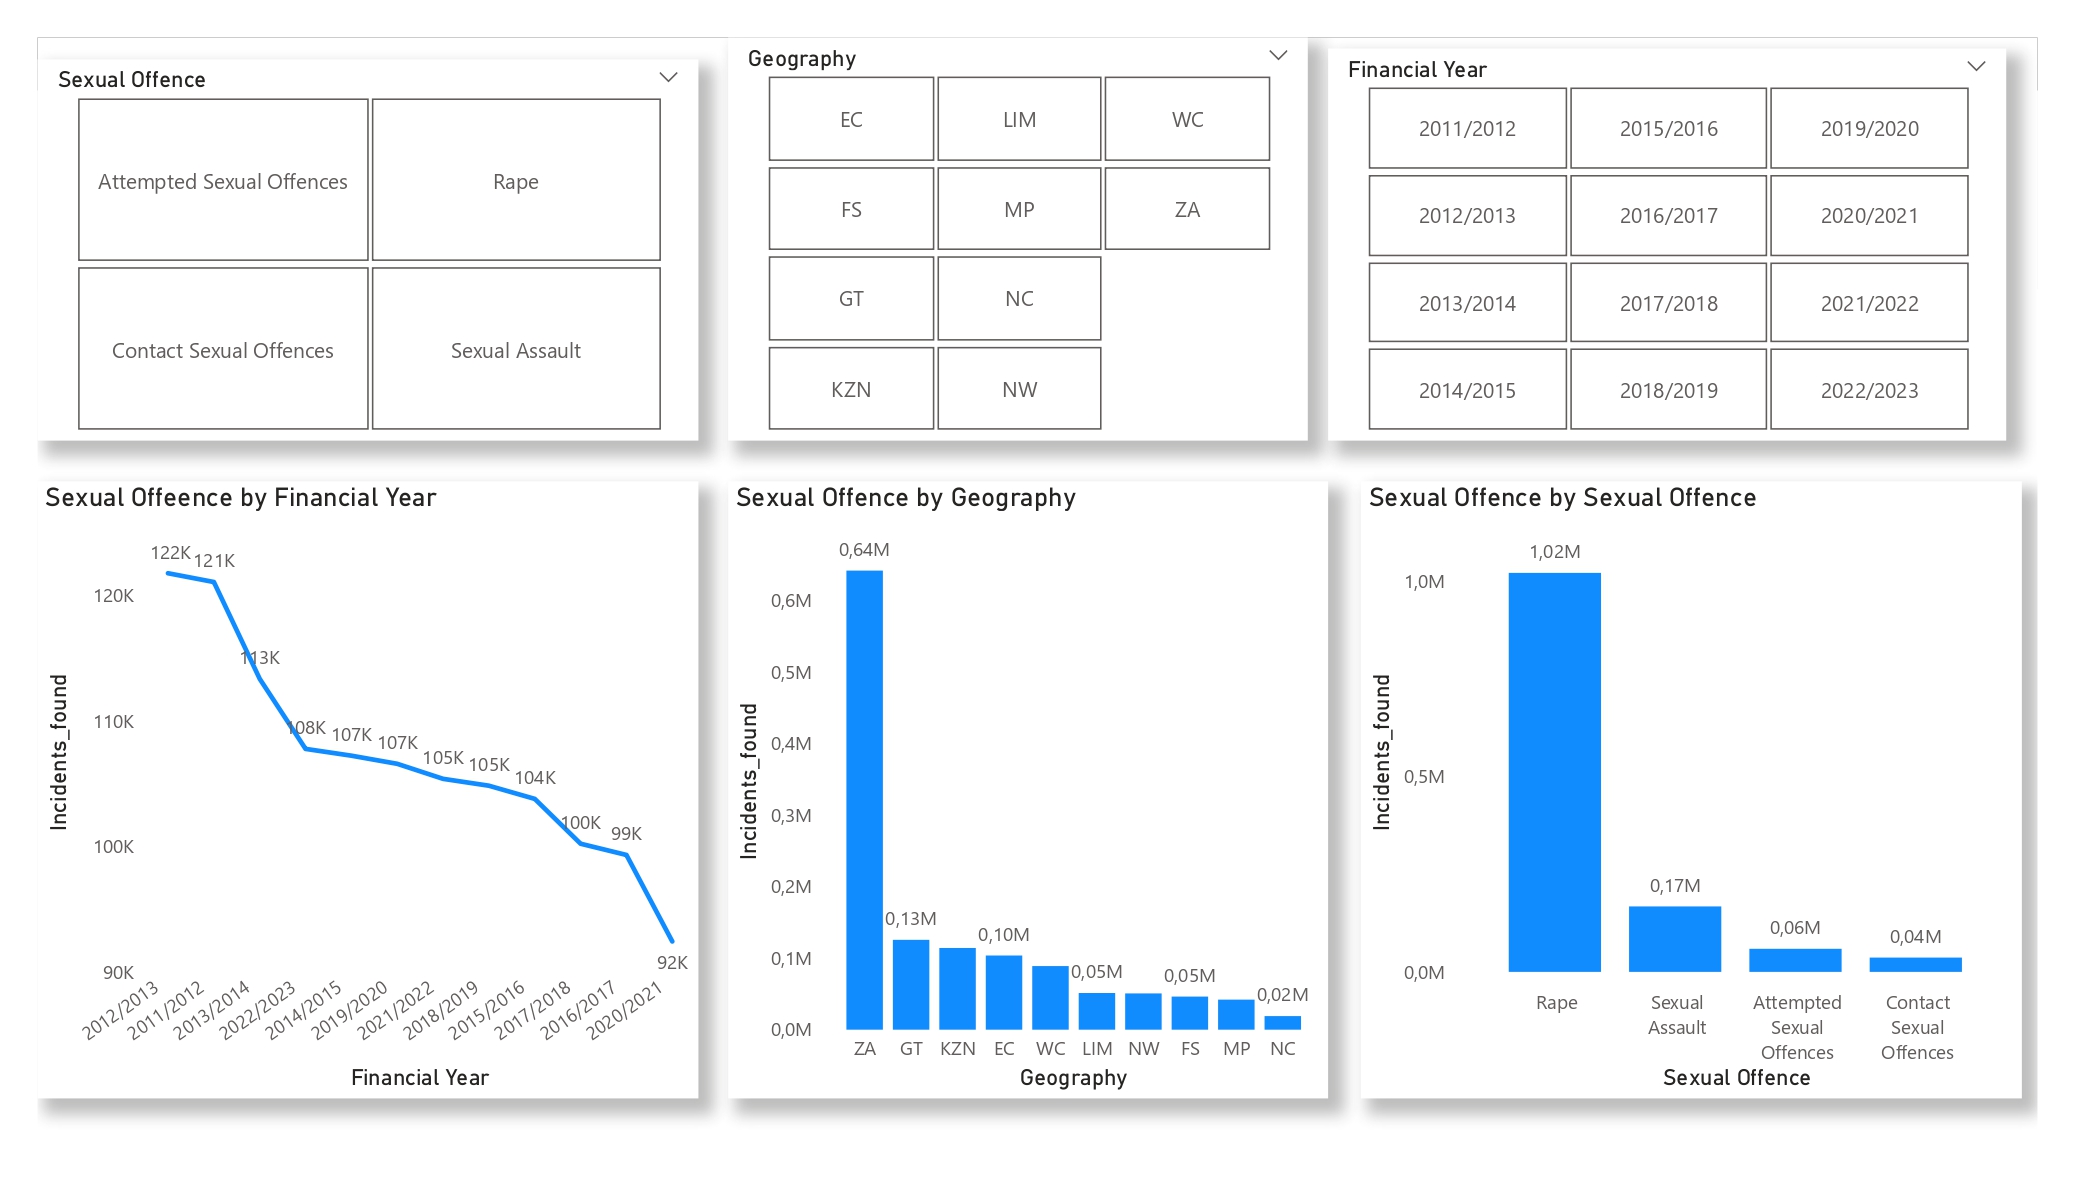 Sexual Offence
Attempted Sexual Offences
Rape
Contact Sexual Offences
Sexual Assault
Geography
EC
LIM
WC
FS
MP
ZA
GT
NC
KZN
NW
Financial Year
2011/2012
2015/2016
2019/2020
2012/2013
2016/2017
2020/2021
2013/2014
2017/2018
2021/2022
2014/2015
2018/2019
2022/2023
Sexual Offeence by Financial Year
122K
121K
113K
108K
107K
107K
105K
105K
104K
100K
99K
92K
120K
110K
100K
90K
Incidents_found
2012/2013
2011/2012
2013/2014
2022/2023
2014/2015
2019/2020
2021/2022
2018/2019
2015/2016
2017/2018
2016/2017
2020/2021
Financial Year
Sexual Offence by Geography
0,64M
0,13M
0,10M
0,05M
0,05M
0,02M
0,6M
0,5M
0,4M
0,3M
0,2M
0,1M
0,0M
Incidents_found
ZA
GT
KZN
EC
WC
LIM
NW
FS
MP
NC
Geography
Sexual Offence by Sexual Offence
1,02M
0,17M
0,06M
0,04M
1,0M
0,5M
0,0M
Incidents_found
Rape
Sexual
Assault
Attempted
Sexual
Offences
Contact
Sexual
Offences
Sexual Offence